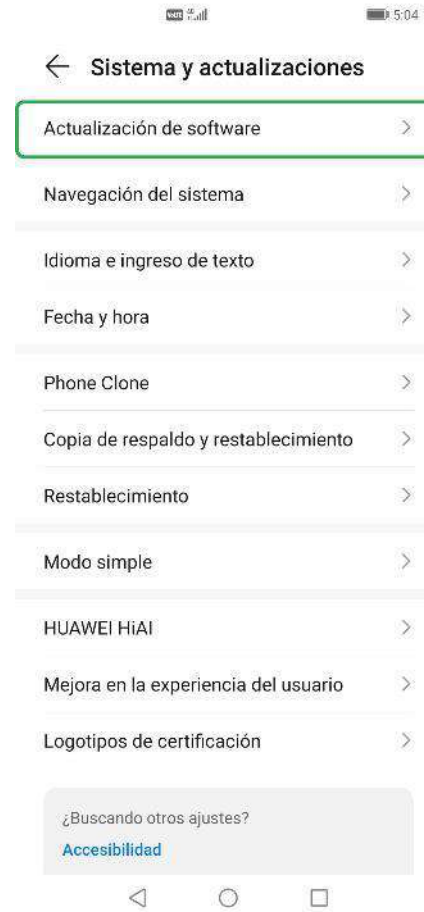 VoLTE 5:04
Sistema y actualizaciones
Actualización de software
Navegación del sistema
Idioma e ingreso de texto
Fecha y hora
Phone Clone
Copia de respaldo y restablecimiento
Restablecimiento
Modo simple
HUAWEI HiAI
Mejora en la experiencia del usuario
Logotipos de certificación
¿Buscando otros ajustes?
Accesibilidad